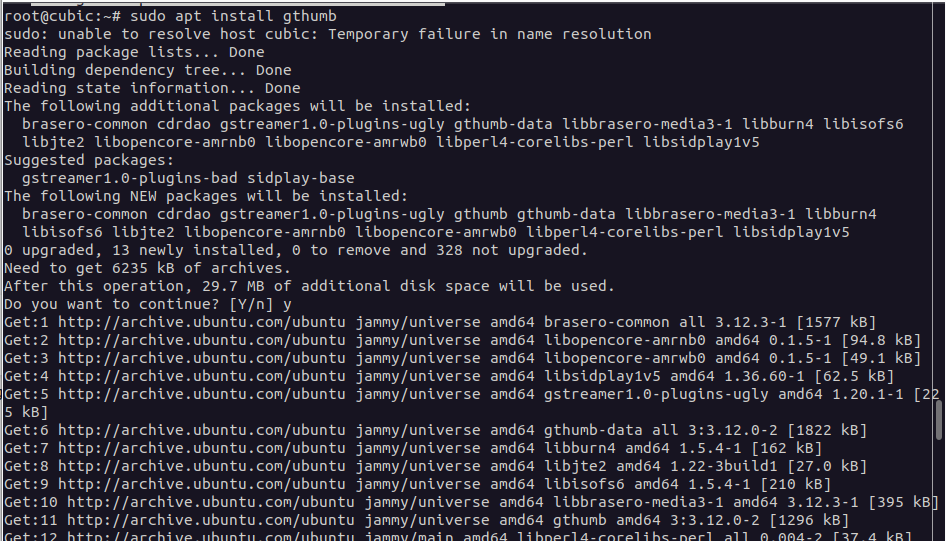 root@cubic:~# sudo apt install gthumb
sudo: unable to resolve host cubic: Temporary failure in name resolution
Reading package lists... Done
Building dependency tree... Done
Reading state information... Done
The following additional packages will be installed:
  brasero-common cdrdao gstreamer1.0-plugins-ugly gthumb-data libbrasero-media3-1 libburn4 libisofs6
  libjte2 libopencore-amrnb0 libopencore-amrwb0 libperl4-corelibs-perl libsidplay1v5
Suggested packages:
  gstreamer1.0-plugins-bad sidplay-base
The following NEW packages will be installed:
  brasero-common cdrdao gstreamer1.0-plugins-ugly gthumb gthumb-data libbrasero-media3-1 libburn4
  libisofs6 libjte2 libopencore-amrnb0 libopencore-amrwb0 libperl4-corelibs-perl libsidplay1v5
0 upgraded, 13 newly installed, 0 to remove and 328 not upgraded.
Need to get 6235 kB of archives.
After this operation, 29.7 MB of additional disk space will be used.
Do you want to continue? [Y/n] y
Get:1 http://archive.ubuntu.com/ubuntu jammy/universe amd64 brasero-common all 3.12.3-1 [1577 kB]
Get:2 http://archive.ubuntu.com/ubuntu jammy/universe amd64 libopencore-amrnb0 amd64 0.1.5-1 [94.8 kB]
Get:3 http://archive.ubuntu.com/ubuntu jammy/universe amd64 libopencore-amrwb0 amd64 0.1.5-1 [49.1 kB]
Get:4 http://archive.ubuntu.com/ubuntu jammy/universe amd64 libsidplay1v5 amd64 1.36.60-1 [62.5 kB]
Get:5 http://archive.ubuntu.com/ubuntu jammy/universe amd64 gstreamer1.0-plugins-ugly amd64 1.20.1-1 [22
5 kB]
Get:6 http://archive.ubuntu.com/ubuntu jammy/universe amd64 gthumb-data all 3:3.12.0-2 [1822 kB]
Get:7 http://archive.ubuntu.com/ubuntu jammy/universe amd64 libburn4 amd64 1.5.4-1 [162 kB]
Get:8 http://archive.ubuntu.com/ubuntu jammy/universe amd64 libjte2 amd64 1.22-3build1 [27.0 kB]
Get:9 http://archive.ubuntu.com/ubuntu jammy/universe amd64 libisofs6 amd64 1.5.4-1 [210 kB]
Get:10 http://archive.ubuntu.com/ubuntu jammy/universe amd64 libbrasero-media3-1 amd64 3.12.3-1 [395 kB]
Get:11 http://archive.ubuntu.com/ubuntu jammy/universe amd64 gthumb amd64 3:3.12.0-2 [1296 kB]
Get:12 http://archive.ubuntu.com/ubuntu jammy/main amd64 libperl4-corelibs-perl all 0.004-2 [37.4 kB]